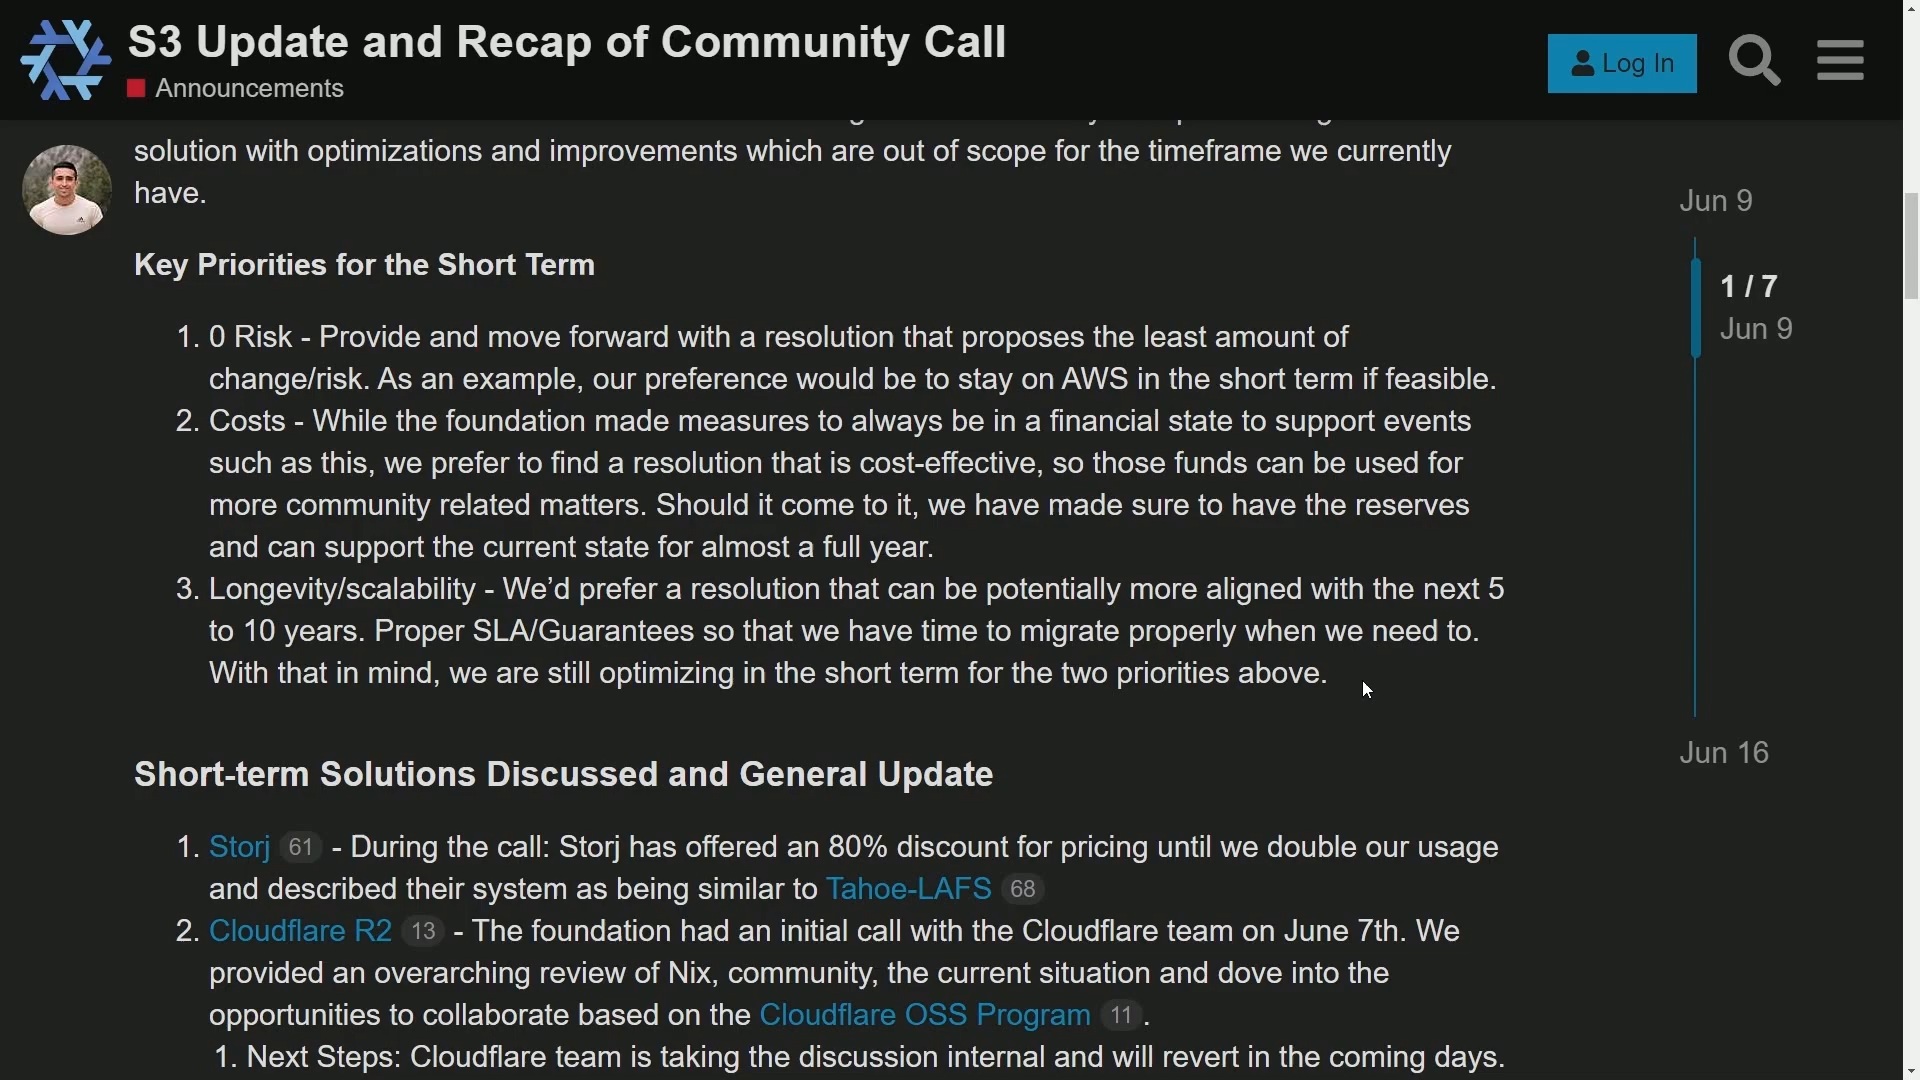 S3 Update and Recap of Community Call
Announcements
Log In
solution with optimizations and improvements which are out of scope for the timeframe we currently
have.
Key Priorities for the Short Term
1. 0 Risk - Provide and move forward with a resolution that proposes the least amount of
change/risk. As an example, our preference would be to stay on AWS in the short term if feasible.
2. Costs - While the foundation made measures to always be in a financial state to support events
such as this, we prefer to find a resolution that is cost-effective, so those funds can be used for
more community related matters. Should it come to it, we have made sure to have the reserves
and can support the current state for almost a full year.
3. Longevity/scalability - We’d prefer a resolution that can be potentially more aligned with the next 5
to 10 years. Proper SLA/Guarantees so that we have time to migrate properly when we need to.
With that in mind, we are still optimizing in the short term for the two priorities above.
Short-term Solutions Discussed and General Update
1. Storj 61 - During the call: Storj has offered an 80% discount for pricing until we double our usage
and described their system as being similar to Tahoe-LAFS 68
2. Cloudflare R2 13 - The foundation had an initial call with the Cloudflare team on June 7th. We
provided an overarching review of Nix, community, the current situation and dove into the
opportunities to collaborate based on the Cloudflare OSS Program 11 .
1. Next Steps: Cloudflare team is taking the discussion internal and will revert in the coming days.
Jun 9
1 / 7
Jun 9
Jun 16